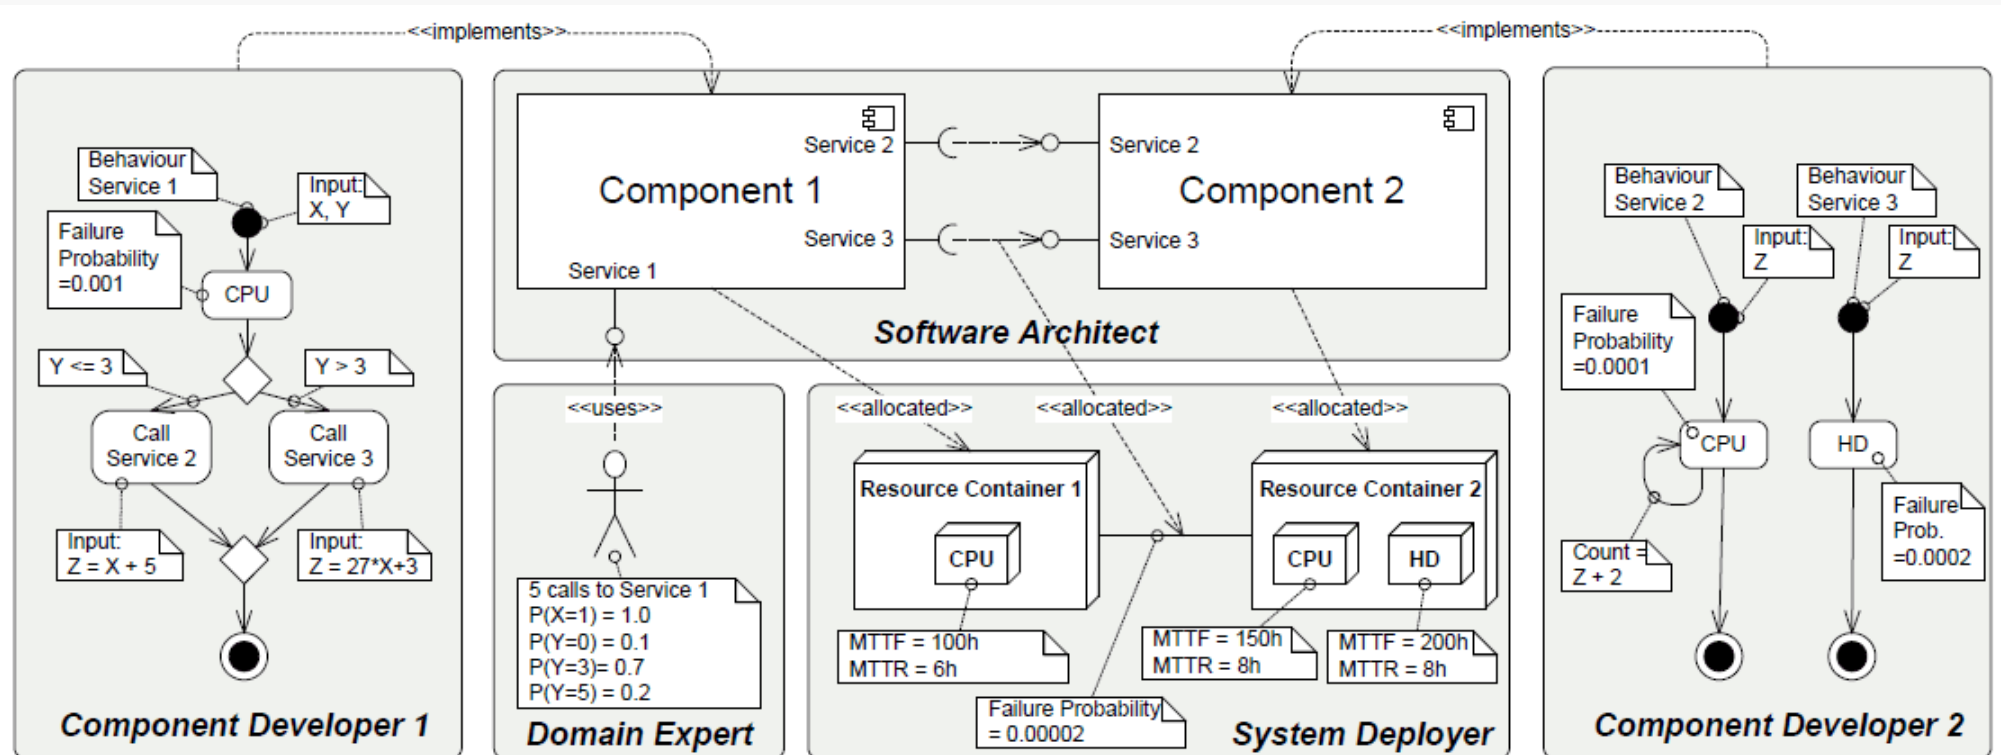 <<implements>>
<<implements>>
Behaviour
Service 1
Input:
X, Y
Failure
Probability
=0.001
CPU
Y <= 3
Y > 3
Call
Service 2
Call
Service 3
Input:
Z = X + 5
Input:
Z = 27*X+3
Component Developer 1
Component 1
Service 2
Service 3
Service 1
Component 2
Service 2
Service 3
Software Architect
<<uses>>
5 calls to Service 1
P(X=1) = 1.0
P(Y=0) = 0.1
P(Y=3)= 0.7
P(Y=5) = 0.2
Domain Expert
<<allocated>>
<<allocated>>
<<allocated>>
Resource Container 1
CPU
Resource Container 2
CPU
HD
MTTF = 100h
MTTR = 6h
MTTF = 150h
MTTR = 8h
MTTF = 200h
MTTR = 8h
Failure Probability
= 0.00002
System Deployer
Behaviour
Service 2
Behaviour
Service 3
Input:
Z
Input:
Z
Failure
Probability
=0.0001
CPU
HD
Count =
Z + 2
Failure
Prob.
=0.0002
Component Developer 2